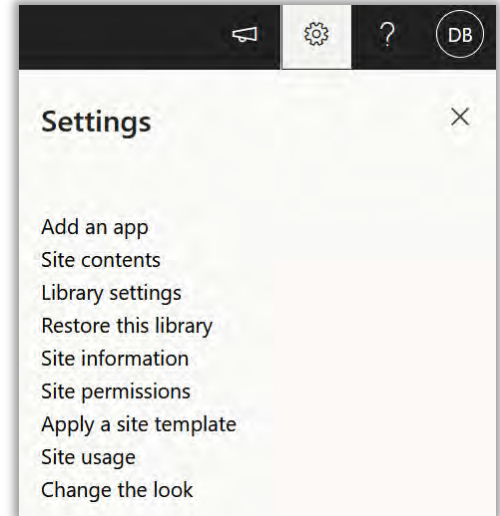 ? DB
Settings
Add an app
Site contents
Library settings
Restore this library
Site information
Site permissions
Apply a site template
Site usage
Change the look